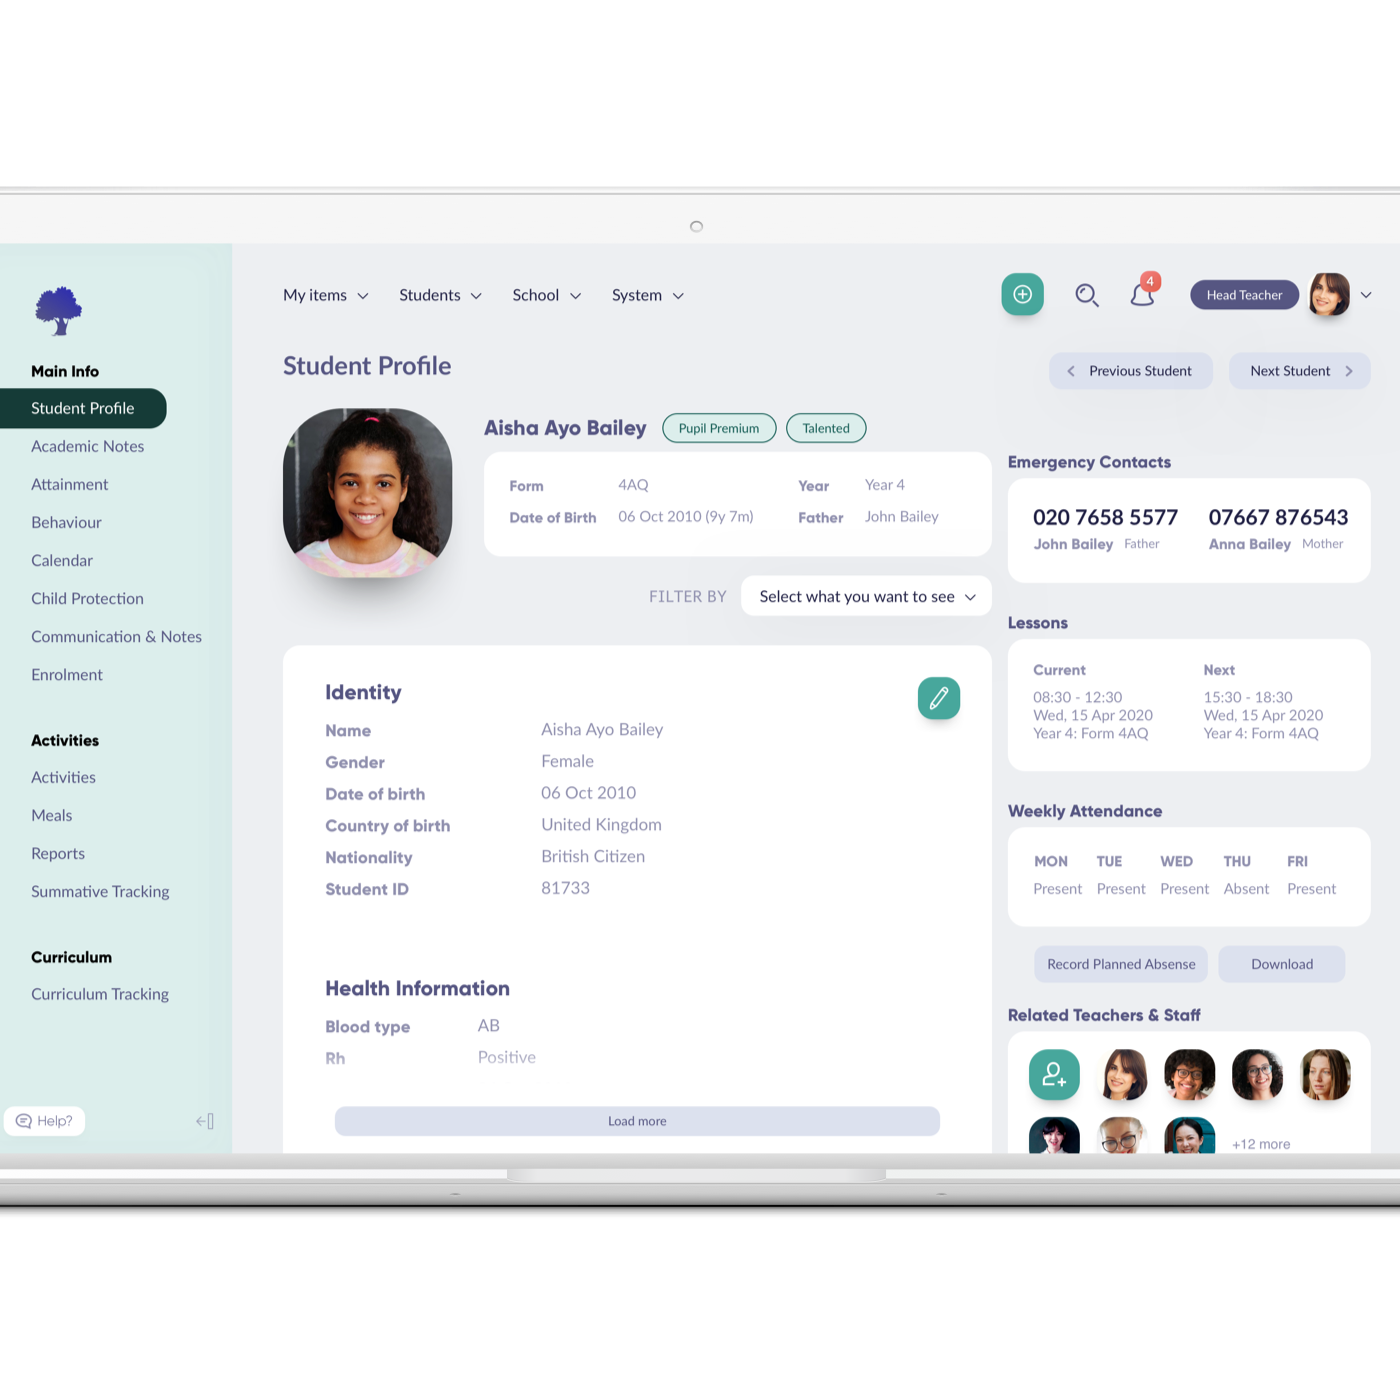 My items
Students
School
System
4
Head Teacher
Main Info
Student Profile
Academic Notes
Attainment
Behaviour
Calendar
Child Protection
Communication & Notes
Enrolment
Activities
Activities
Meals
Reports
Summative Tracking
Curriculum
Curriculum Tracking
Help?
Student Profile
Previous Student
Next Student
Aisha Ayo Bailey
Pupil Premium
Talented
Form 4AQ Year Year 4
Date of Birth 06 Oct 2010 (9y 7m) Father John Bailey
FILTER BY
Select what you want to see
Identity
Name Aisha Ayo Bailey
Gender Female
Date of birth 06 Oct 2010
Country of birth United Kingdom
Nationality British Citizen
Student ID 81733
Health Information
Blood type AB
Rh Positive
Load more
Emergency Contacts
020 7658 5577
John Bailey Father
07667 876543
Anna Bailey Mother
Lessons
Current
08:30 - 12:30
Wed, 15 Apr 2020
Year 4: Form 4AQ
Next
15:30 - 18:30
Wed, 15 Apr 2020
Year 4: Form 4AQ
Weekly Attendance
MON TUE WED THU FRI
Present Present Present Absent Present
Record Planned Absense
Download
Related Teachers & Staff
+12 more